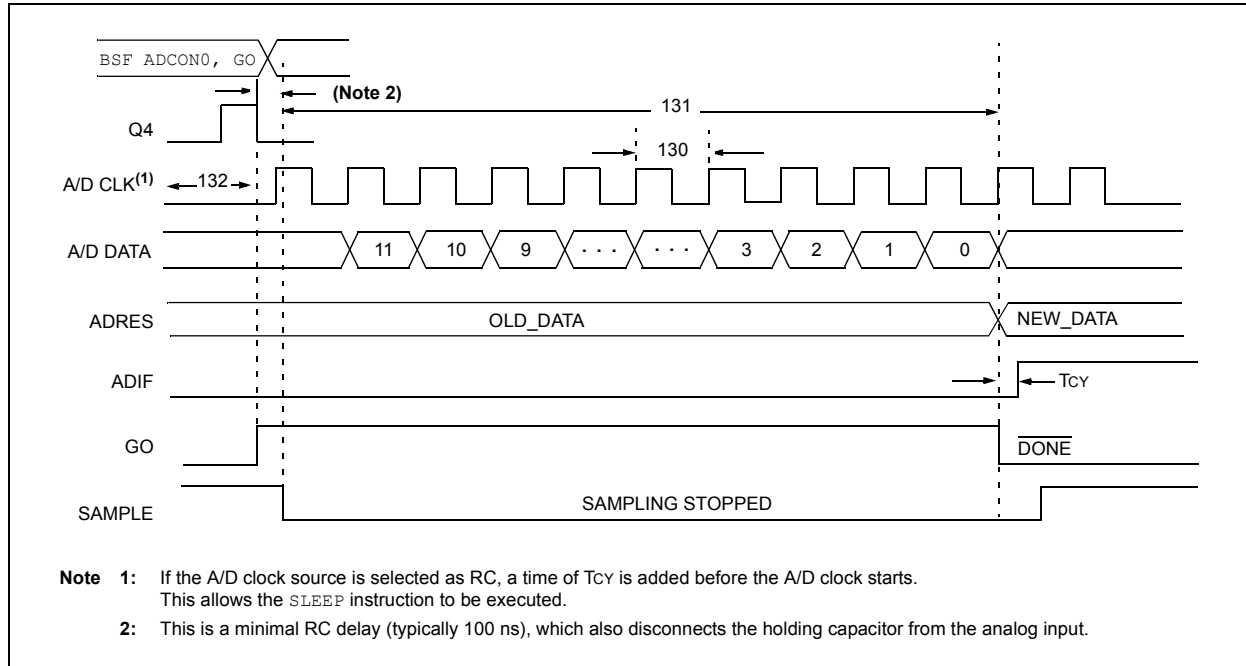 BSF ADCON0, GO
(Note 2)
131
Q4
130
A/D CLK(1)
132
A/D DATA
11 10 9 . . . . . . 3 2 1 0
ADRES
OLD_DATA
NEW_DATA
ADIF
TCY
GO
DONE
SAMPLE
SAMPLING STOPPED
Note 1: If the A/D clock source is selected as RC, a time of TCY is added before the A/D clock starts.
This allows the SLEEP instruction to be executed.
2: This is a minimal RC delay (typically 100 ns), which also disconnects the holding capacitor from the analog input.